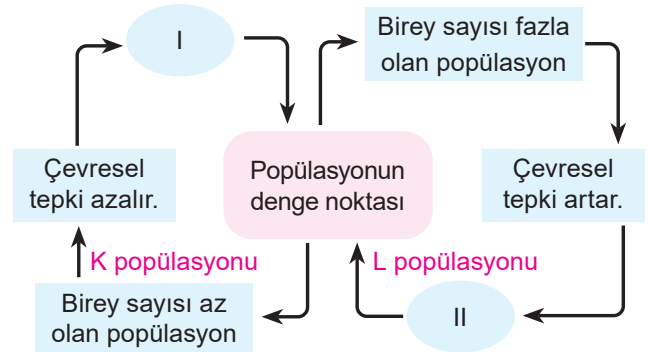 I
Birey sayısı fazla
olan popülasyon
Çevresel
tepki azalır.
Popülasyonun
denge noktası
Çevresel
tepki artar.
K popülasyonu
L popülasyonu
Birey sayısı az
olan popülasyon
II